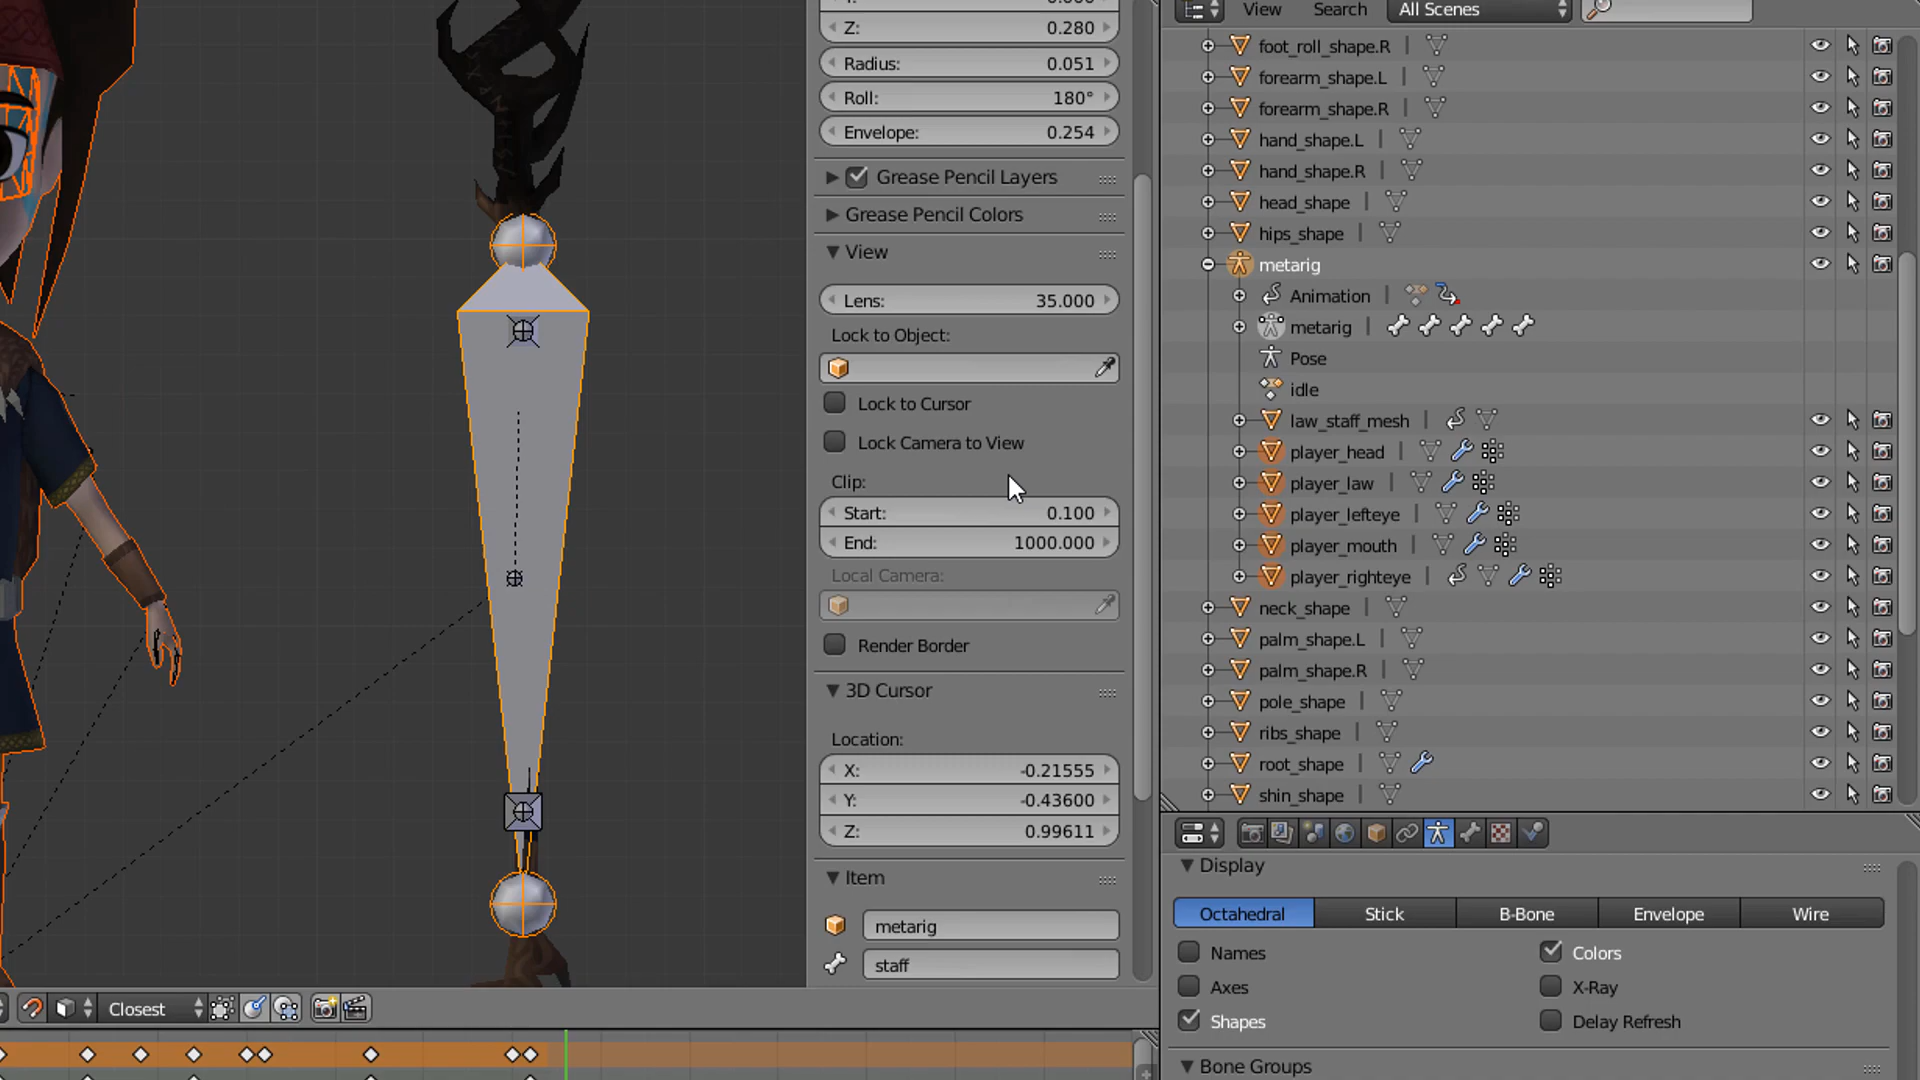 Z: 0.280
Radius: 0.051
Roll: 180°
Envelope: 0.254
Grease Pencil Layers
Grease Pencil Colors
View
Lens: 35.000
Lock to Object:
Lock to Cursor
Lock Camera to View
Clip:
Start: 0.100
End: 1000.000
Local Camera:
Render Border
3D Cursor
Location:
X: -0.21555
Y: -0.43600
Z: 0.99611
Item
metarig
staff
Closest
View Search All Scenes
foot_roll_shape.R
forearm_shape.L
forearm_shape.R
hand_shape.L
hand_shape.R
head_shape
hips_shape
metarig
Animation
metarig
Pose
idle
law_staff_mesh
player_head
player_law
player_lefteye
player_mouth
player_righteye
neck_shape
palm_shape.L
palm_shape.R
pole_shape
ribs_shape
root_shape
shin_shape
Display
Octahedral Stick B-Bone Envelope Wire
Names Colors
Axes X-Ray
Shapes Delay Refresh
Bone Groups